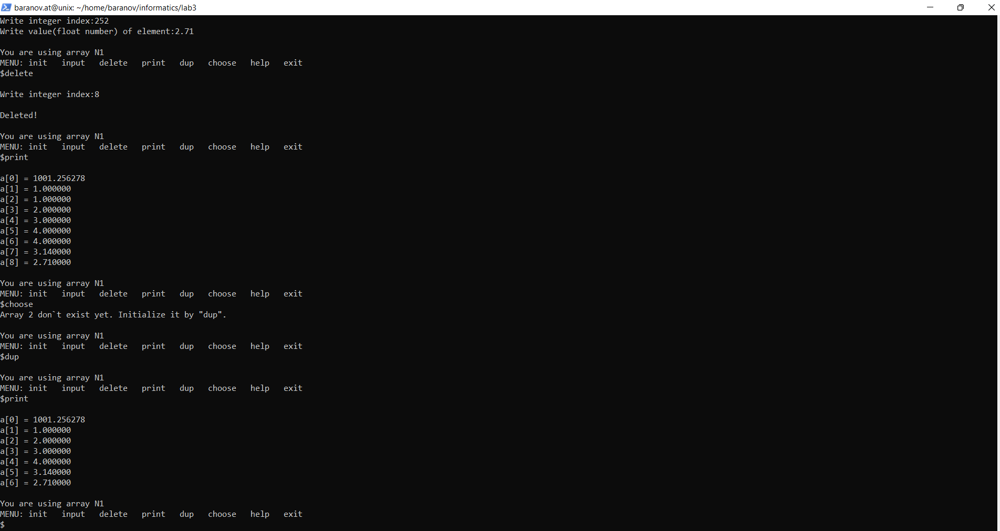 baranov.at@unix: ~/home/baranov/informatics/lab3
Write integer index:252
Write value(float number) of element:2.71
You are using array N1
MENU: init   input   delete   print   dup   choose   help   exit
$delete
Write integer index:8
Deleted!
You are using array N1
MENU: init   input   delete   print   dup   choose   help   exit
$print
a[0] = 1001.256278
a[1] = 1.000000
a[2] = 1.000000
a[3] = 2.000000
a[4] = 3.000000
a[5] = 4.000000
a[6] = 4.000000
a[7] = 3.140000
a[8] = 2.710000
You are using array N1
MENU: init   input   delete   print   dup   choose   help   exit
$choose
Array 2 don`t exist yet. Initialize it by "dup".
You are using array N1
MENU: init   input   delete   print   dup   choose   help   exit
$dup
You are using array N1
MENU: init   input   delete   print   dup   choose   help   exit
$print
a[0] = 1001.256278
a[1] = 1.000000
a[2] = 2.000000
a[3] = 3.000000
a[4] = 4.000000
a[5] = 3.140000
a[6] = 2.710000
You are using array N1
MENU: init   input   delete   print   dup   choose   help   exit
$